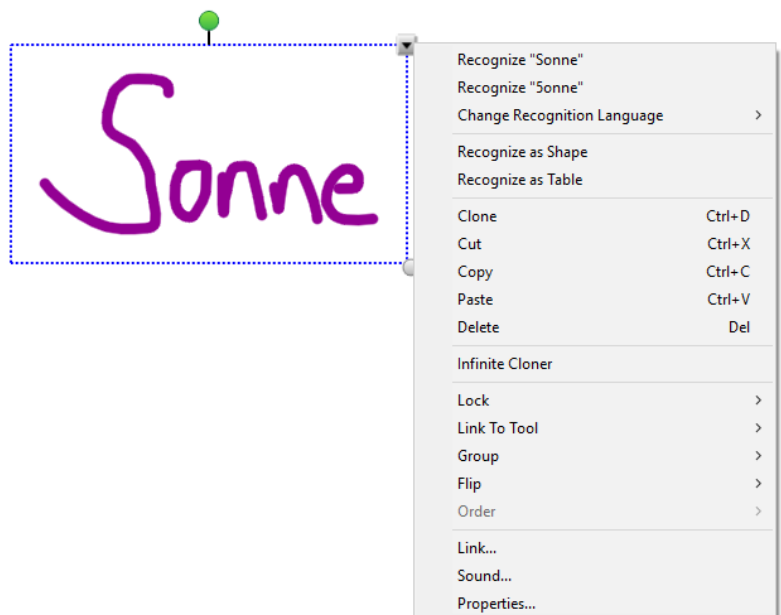 Sonne
Recognize "Sonne"
Recognize "5onne"
Change Recognition Language
Recognize as Shape
Recognize as Table
Clone Ctrl+D
Cut Ctrl+X
Copy Ctrl+C
Paste Ctrl+V
Delete Del
Infinite Cloner
Lock
Link To Tool
Group
Flip
Order
Link...
Sound...
Properties...